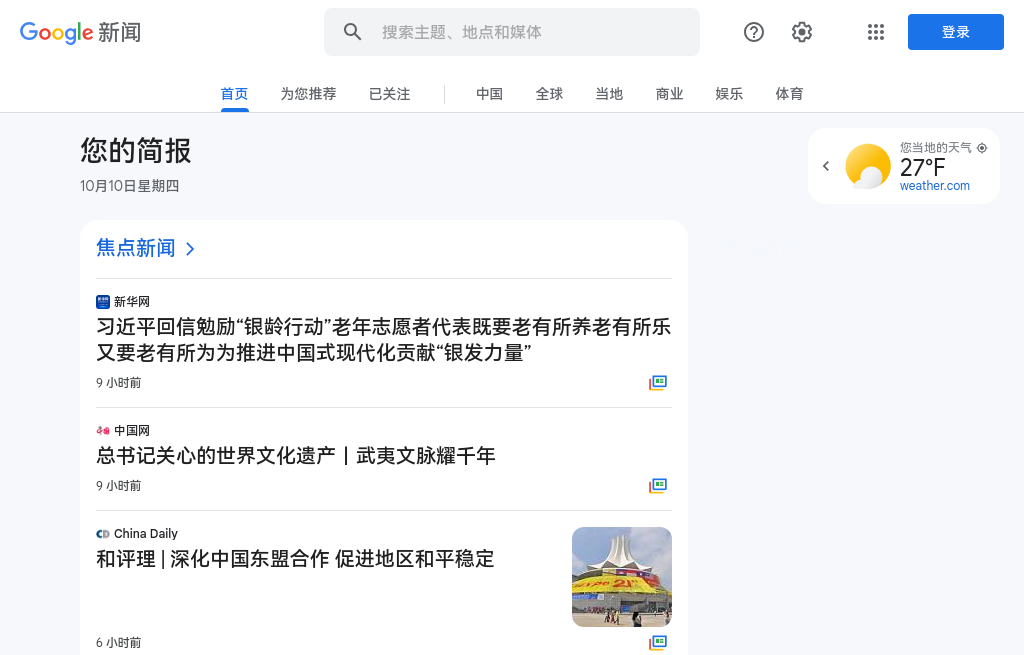 Google 新闻
搜索主题、地点和媒体
登录
首页
为您推荐
已关注
中国
全球
当地
商业
娱乐
体育
您的简报
10月10日星期四
您当地的天气
27°F
weather.com
焦点新闻
新华网
习近平回信勉励“银龄行动”老年志愿者代表既要老有所养老有所乐
又要老有所为为推进中国式现代化贡献“银发力量”
9 小时前
中国网
总书记关心的世界文化遗产丨武夷文脉耀千年
9 小时前
CD China Daily
和评理 | 深化中国东盟合作 促进地区和平稳定
6 小时前